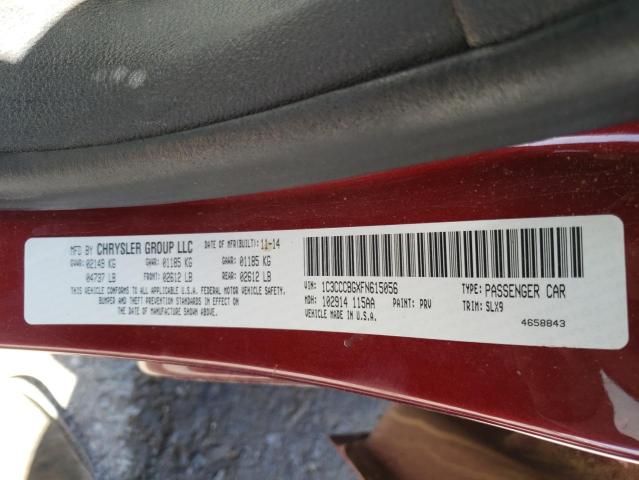 MFD BY CHRYSLER GROUP LLC DATE OF MFR(BUILT): 11-14
GVWR: 02148 KG GAWR: 01185 KG GAWR: 01185 KG
04737 LB FRONT: 02612 LB REAR: 02612 LB
THIS VEHICLE CONFORMS TO ALL APPLICABLE U.S.A. FEDERAL MOTOR VEHICLE SAFETY,
BUMPER AND THEFT PREVENTION STANDARDS IN EFFECT ON
THE DATE OF MANUFACTURE SHOWN ABOVE.
VIN: 1C3CCCBGXFN615056 TYPE: PASSENGER CAR
MDH: 102914 115AA PAINT: PRV TRIM: SLX9
VEHICLE MADE IN U.S.A.
4658843